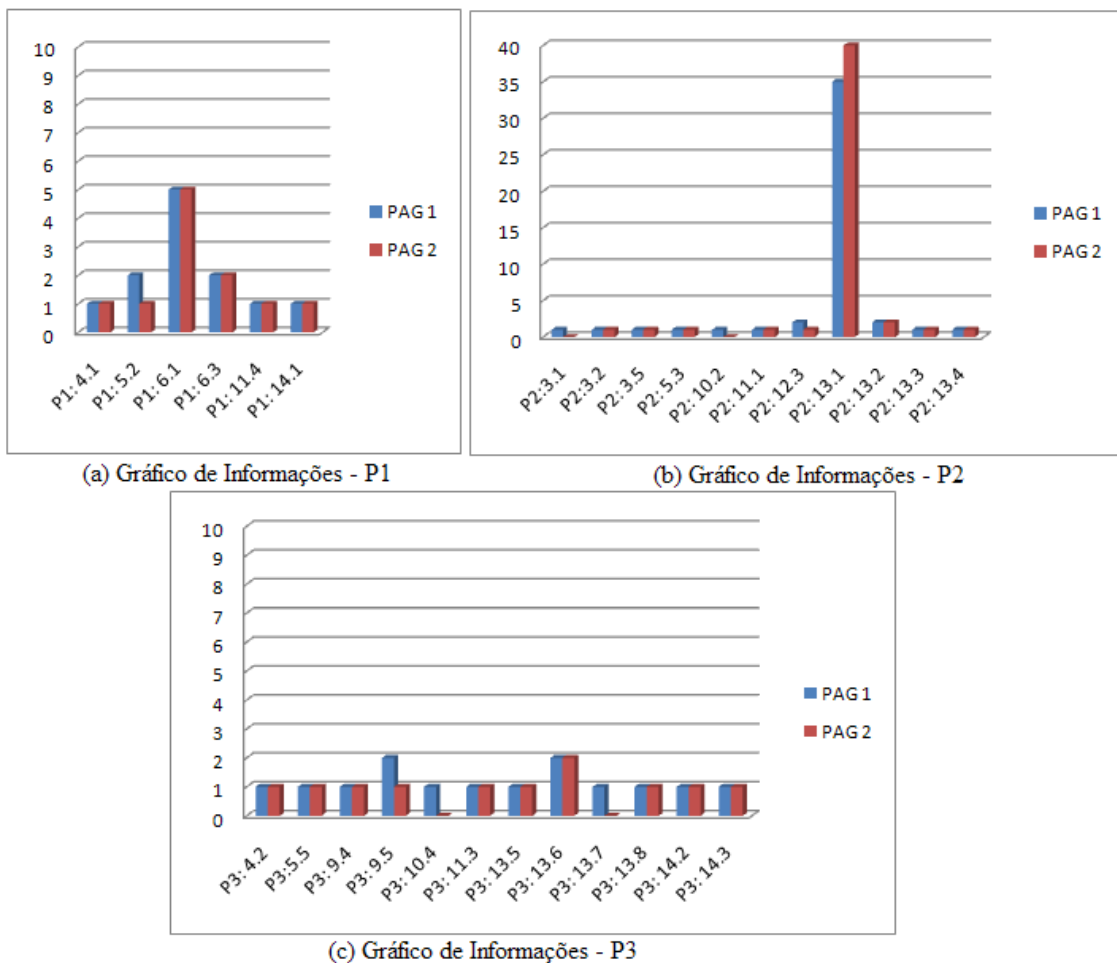 10
9
8
7
6
5
4
3
2
1
0
P1: 4.1
P1: 5.2
P1: 6.1
P1: 6.3
P1: 11.4
P1: 14.1
PAG 1
PAG 2
(a) Gráfico de Informações - P1
40
35
30
25
20
15
10
5
0
P2:3.1
P2:3.2
P2: 3.5
P2: 5.3
P2: 10.2
P2: 11.1
P2: 12.3
P2: 13.1
P2: 13.2
P2: 13.3
P2: 13.4
PAG 1
PAG 2
(b) Gráfico de Informações - P2
10
9
8
7
6
5
4
3
2
1
0
P3: 4.2
P3:5.5
P3: 9.4
P3: 9.5
P3: 10.4
P3: 11.3
P3: 13.5
P3: 13.6
P3: 13.7
P3: 13.8
P3: 14.2
P3: 14.3
PAG 1
PAG 2
(c) Gráfico de Informações - P3